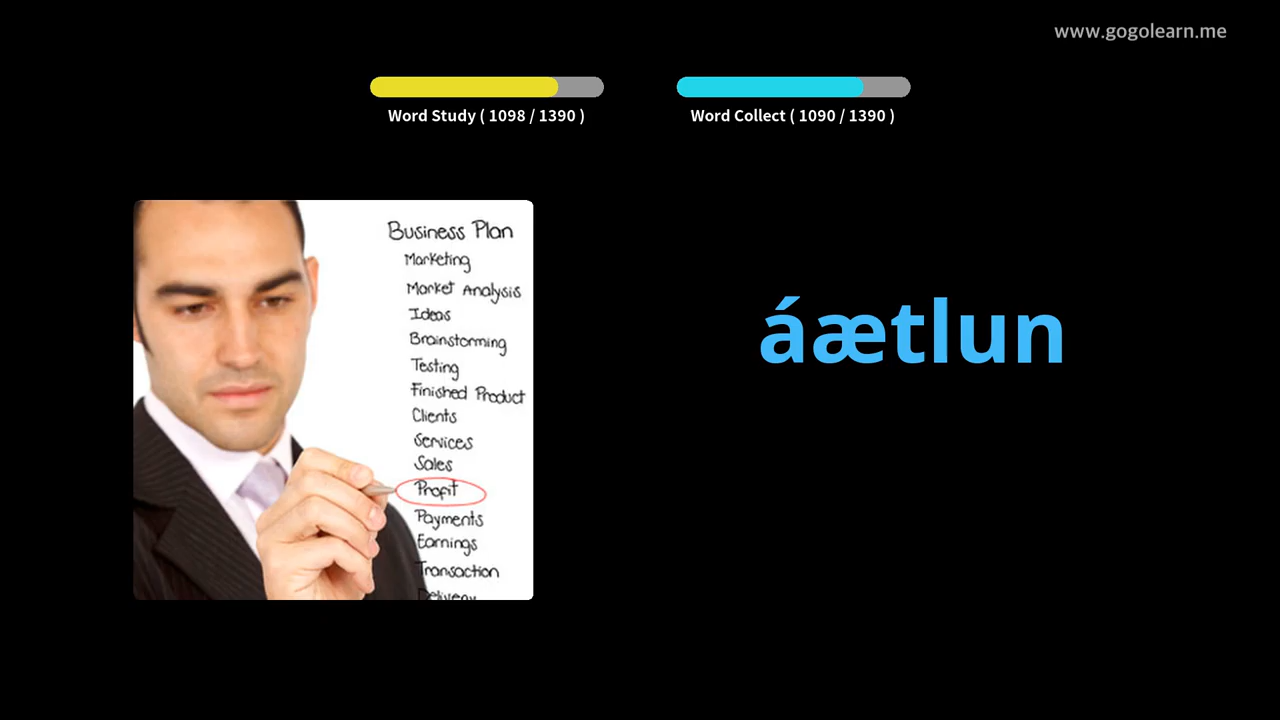 www.gogolearn.me
Word Study ( 1098 / 1390 )
Word Collect ( 1090 / 1390 )
Business Plan
Marketing
Market Analysis
Ideas
Brainstorming
Testing
Finished Product
Clients
Services
Sales
Profit
Payments
Earnings
Transaction
Delivery
áætlun